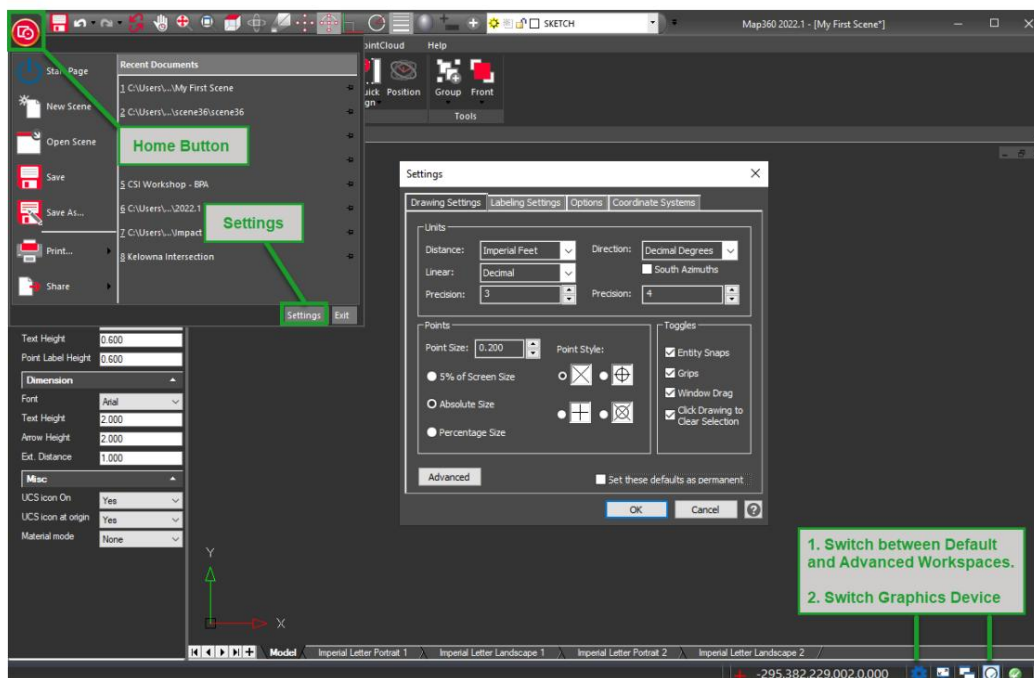 SKETCH
Map360 2022.1 - [My First Scene*]
PointCloud
Help
Position
Group
Front
Tools
Start Page
New Scene
Open Scene
Save
Save As...
Print...
Share
Recent Documents
1 C:\Users\...\My First Scene
2 C:\Users\...\scene36\scene36
5 CSI Workshop - BPA
6 C:\Users\...\2022.1
7 C:\Users\...\Impact
8 Kelowna Intersection
Home Button
Settings
Settings
Exit
Text Height 0.600
Point Label Height 0.600
Dimension
Font Arial
Text Height 2.000
Arrow Height 2.000
Ext. Distance 1.000
Misc
UCS icon On Yes
UCS icon at origin Yes
Material mode None
Settings
Drawing Settings
Labeling Settings
Options
Coordinate Systems
Units
Distance: Imperial Feet
Direction: Decimal Degrees
Linear: Decimal
South Azimuths
Precision: 3
Precision: 4
Points
Point Size: 0.200
Point Style:
5% of Screen Size
Absolute Size
Percentage Size
Toggles
Entity Snaps
Grips
Window Drag
Click Drawing to
Clear Selection
Advanced
Set these defaults as permanent
OK
Cancel
1. Switch between Default
and Advanced Workspaces.
2. Switch Graphics Device
Y
X
Model
Imperial Letter Portrait 1
Imperial Letter Landscape 1
Imperial Letter Portrait 2
Imperial Letter Landscape 2
-295.382,229.002,0.000